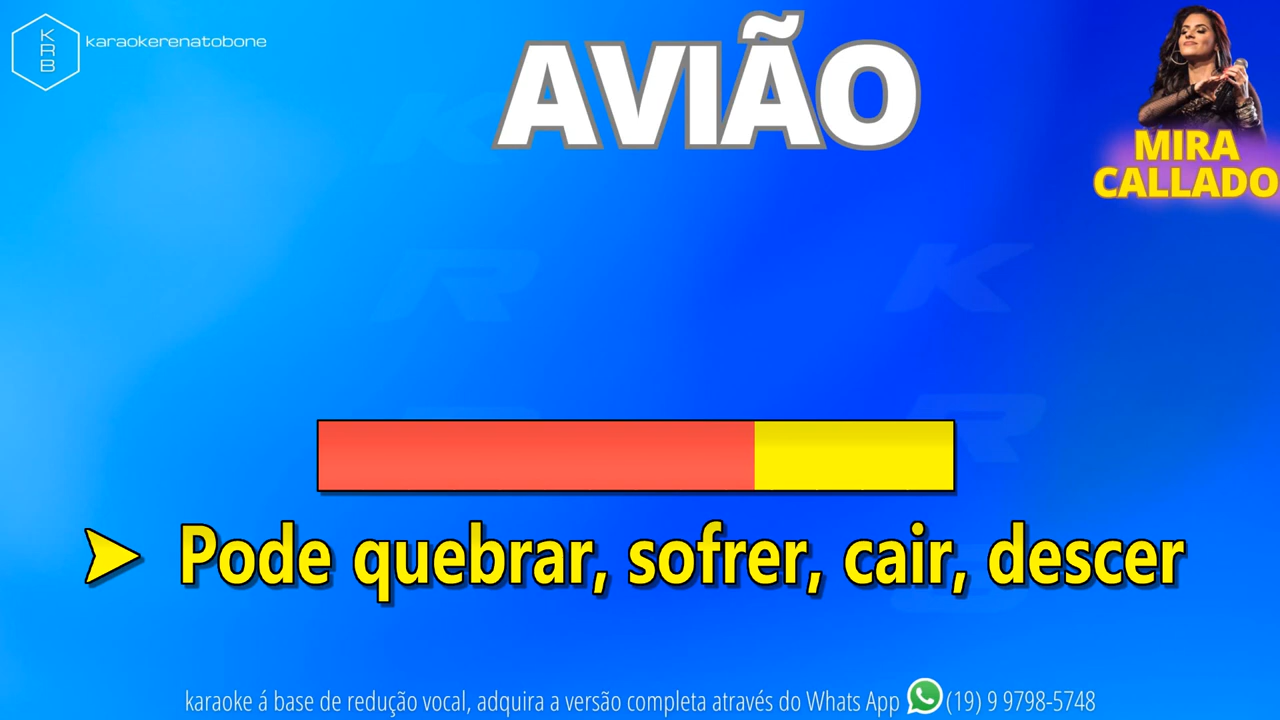 KRB
karaokerenatobone
AVIÃO
MIRA
CALLADO
➤ Pode quebrar, sofrer, cair, descer
karaoke á base de redução vocal, adquira a versão completa através do Whats App (19) 9 9798-5748